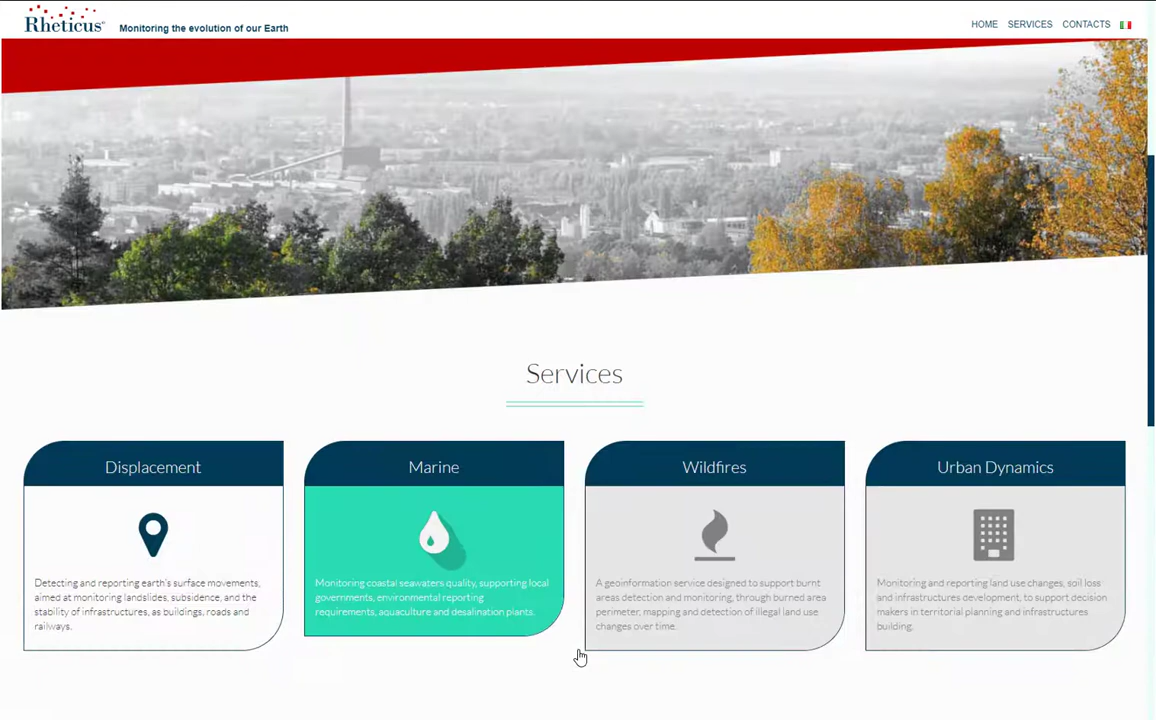 Rheticus
Monitoring the evolution of our Earth
HOME SERVICES CONTACTS
Services
Displacement
Detecting and reporting earth's surface movements,
aimed at monitoring landslides, subsidence, and the
stability of infrastructures, as buildings, roads and
railways.
Marine
Monitoring coastal seawaters quality, supporting local
governments, environmental reporting
requirements, aquaculture and desalination plants.
Wildfires
A geoinformation service designed to support burnt
areas detection and monitoring, through burned area
perimeter, mapping and detection of illegal land use
changes over time.
Urban Dynamics
Monitoring and reporting land use changes, soil loss
and infrastructures development, to support decision
makers in territorial planning and infrastructures
building.